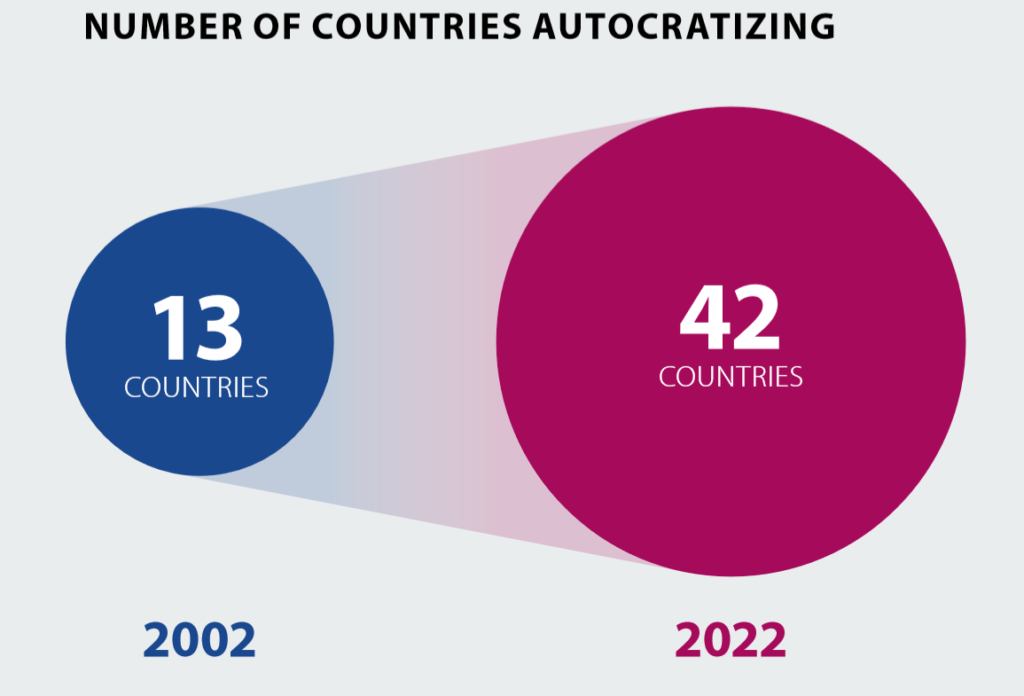 NUMBER OF COUNTRIES AUTOCRATIZING
13
COUNTRIES
42
COUNTRIES
2002
2022